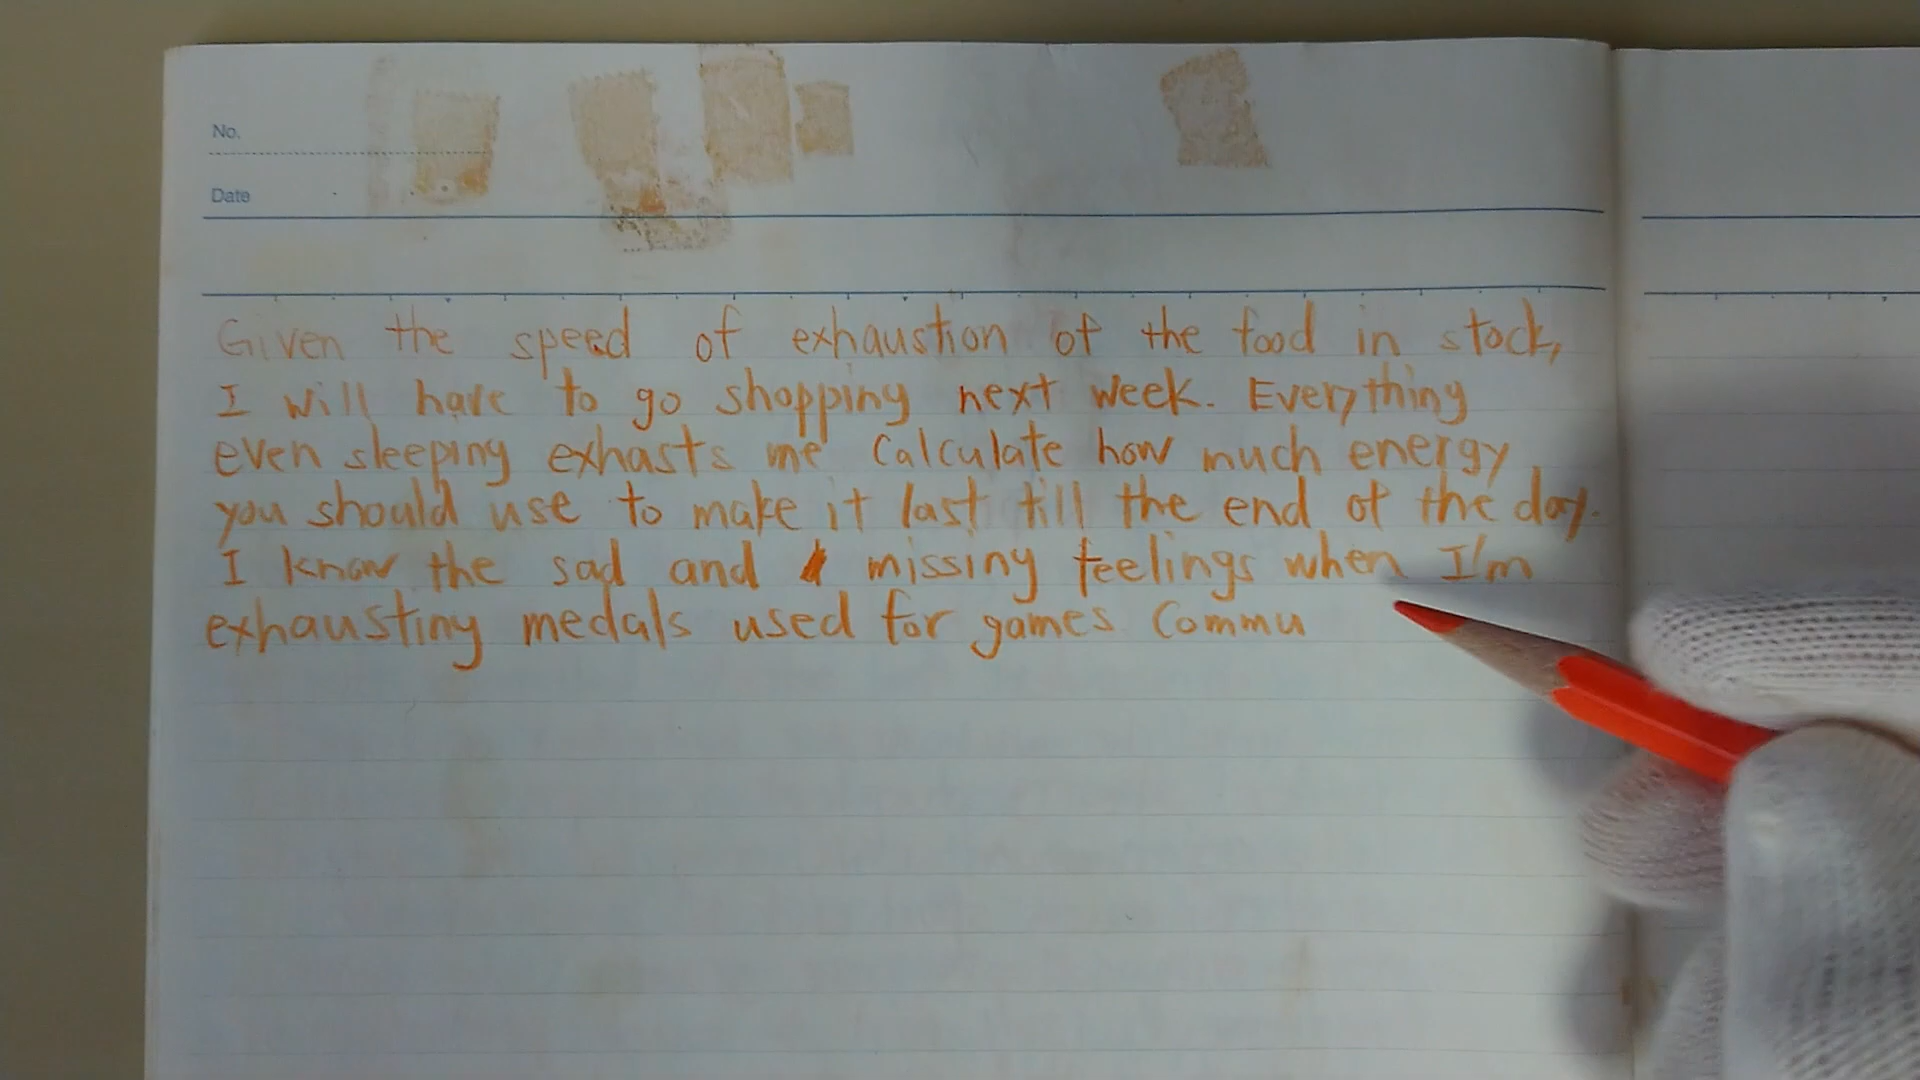 No.
Date
Given the speed of exhaustion of the food in stock,
I will have to go shopping next week. Everything
even sleeping exhasts me Calculate how much energy
you should use to make it last till the end of the day.
I know the sad and missing feelings when I'm
exhausting medals used for games Commu